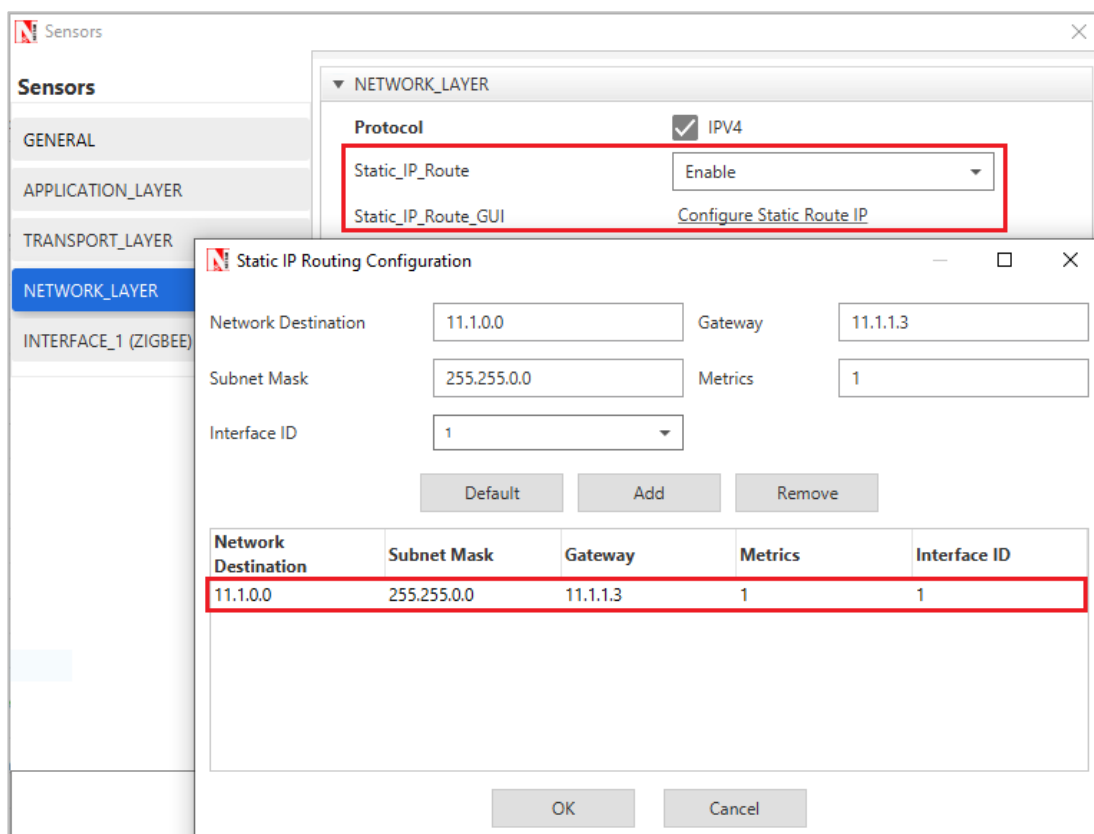 Sensors
Sensors
GENERAL
APPLICATION_LAYER
TRANSPORT_LAYER
NETWORK_LAYER
INTERFACE_1 (ZIGBEE)
NETWORK_LAYER
Protocol IPV4
Static_IP_Route Enable
Static_IP_Route_GUI Configure Static Route IP
Static IP Routing Configuration
Network Destination 11.1.0.0 Gateway 11.1.1.3
Subnet Mask 255.255.0.0 Metrics 1
Interface ID 1
Default Add Remove
Network Destination Subnet Mask Gateway Metrics Interface ID
11.1.0.0 255.255.0.0 11.1.1.3 1 1
OK Cancel